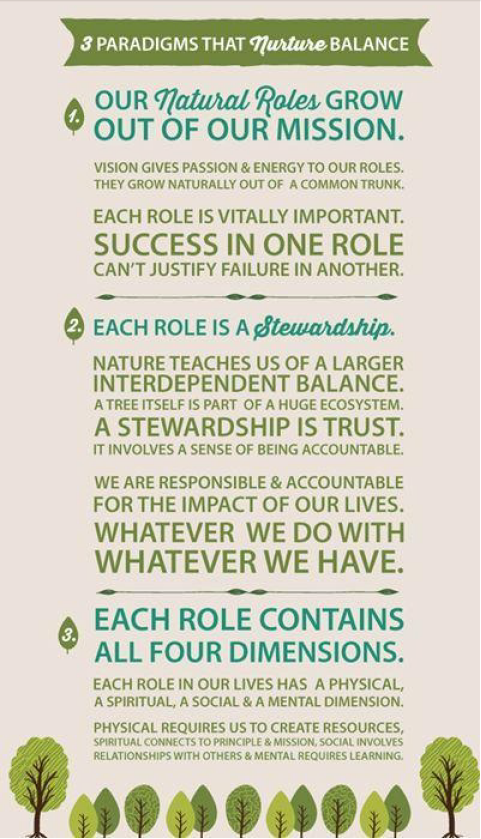 3 PARADIGMS THAT Nurture BALANCE
1. OUR Natural Roles GROW
OUT OF OUR MISSION.
VISION GIVES PASSION & ENERGY TO OUR ROLES.
THEY GROW NATURALLY OUT OF A COMMON TRUNK.
EACH ROLE IS VITALLY IMPORTANT.
SUCCESS IN ONE ROLE
CAN'T JUSTIFY FAILURE IN ANOTHER.
2. EACH ROLE IS A Stewardship.
NATURE TEACHES US OF A LARGER
INTERDEPENDENT BALANCE.
A TREE ITSELF IS PART OF A HUGE ECOSYSTEM.
A STEWARDSHIP IS TRUST.
IT INVOLVES A SENSE OF BEING ACCOUNTABLE.
WE ARE RESPONSIBLE & ACCOUNTABLE
FOR THE IMPACT OF OUR LIVES.
WHATEVER WE DO WITH
WHATEVER WE HAVE.
3. EACH ROLE CONTAINS
ALL FOUR DIMENSIONS.
EACH ROLE IN OUR LIVES HAS A PHYSICAL,
A SPIRITUAL, A SOCIAL & A MENTAL DIMENSION.
PHYSICAL REQUIRES US TO CREATE RESOURCES,
SPIRITUAL CONNECTS TO PRINCIPLE & MISSION, SOCIAL INVOLVES
RELATIONSHIPS WITH OTHERS & MENTAL REQUIRES LEARNING.